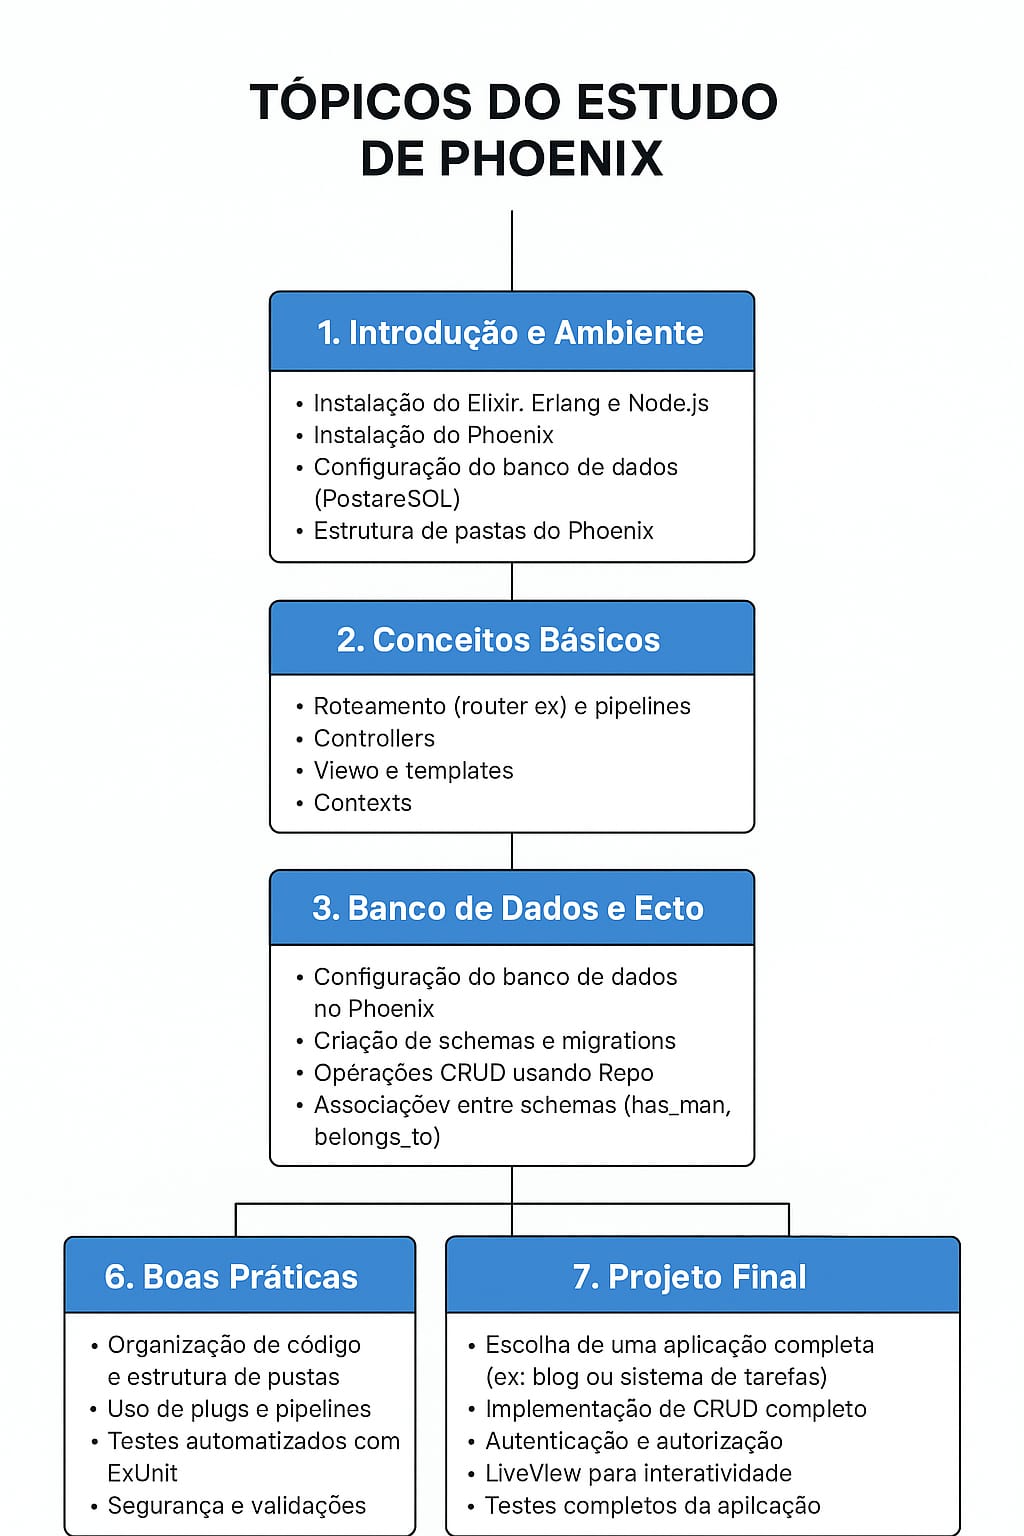 TÓPICOS DO ESTUDO
DE PHOENIX
1. Introdução e Ambiente
• Instalação do Elixir. Erlang e Node.js
• Instalação do Phoenix
• Configuração do banco de dados
(PostareSOL)
• Estrutura de pastas do Phoenix
2. Conceitos Básicos
• Roteamento (router ex) e pipelines
• Controllers
• Viewo e templates
• Contexts
3. Banco de Dados e Ecto
• Configuração do banco de dados
no Phoenix
• Criação de schemas e migrations
• Opérações CRUD usando Repo
• Associaçõev entre schemas (has_man,
belongs_to)
6. Boas Práticas
• Organização de código
e estrutura de pustas
• Uso de plugs e pipelines
• Testes automatizados com
ExUnit
• Segurança e validações
7. Projeto Final
• Escolha de uma aplicação completa
(ex: blog ou sistema de tarefas)
• Implementação de CRUD completo
• Autenticação e autorização
• LiveVlew para interatividade
• Testes completos da apilcação